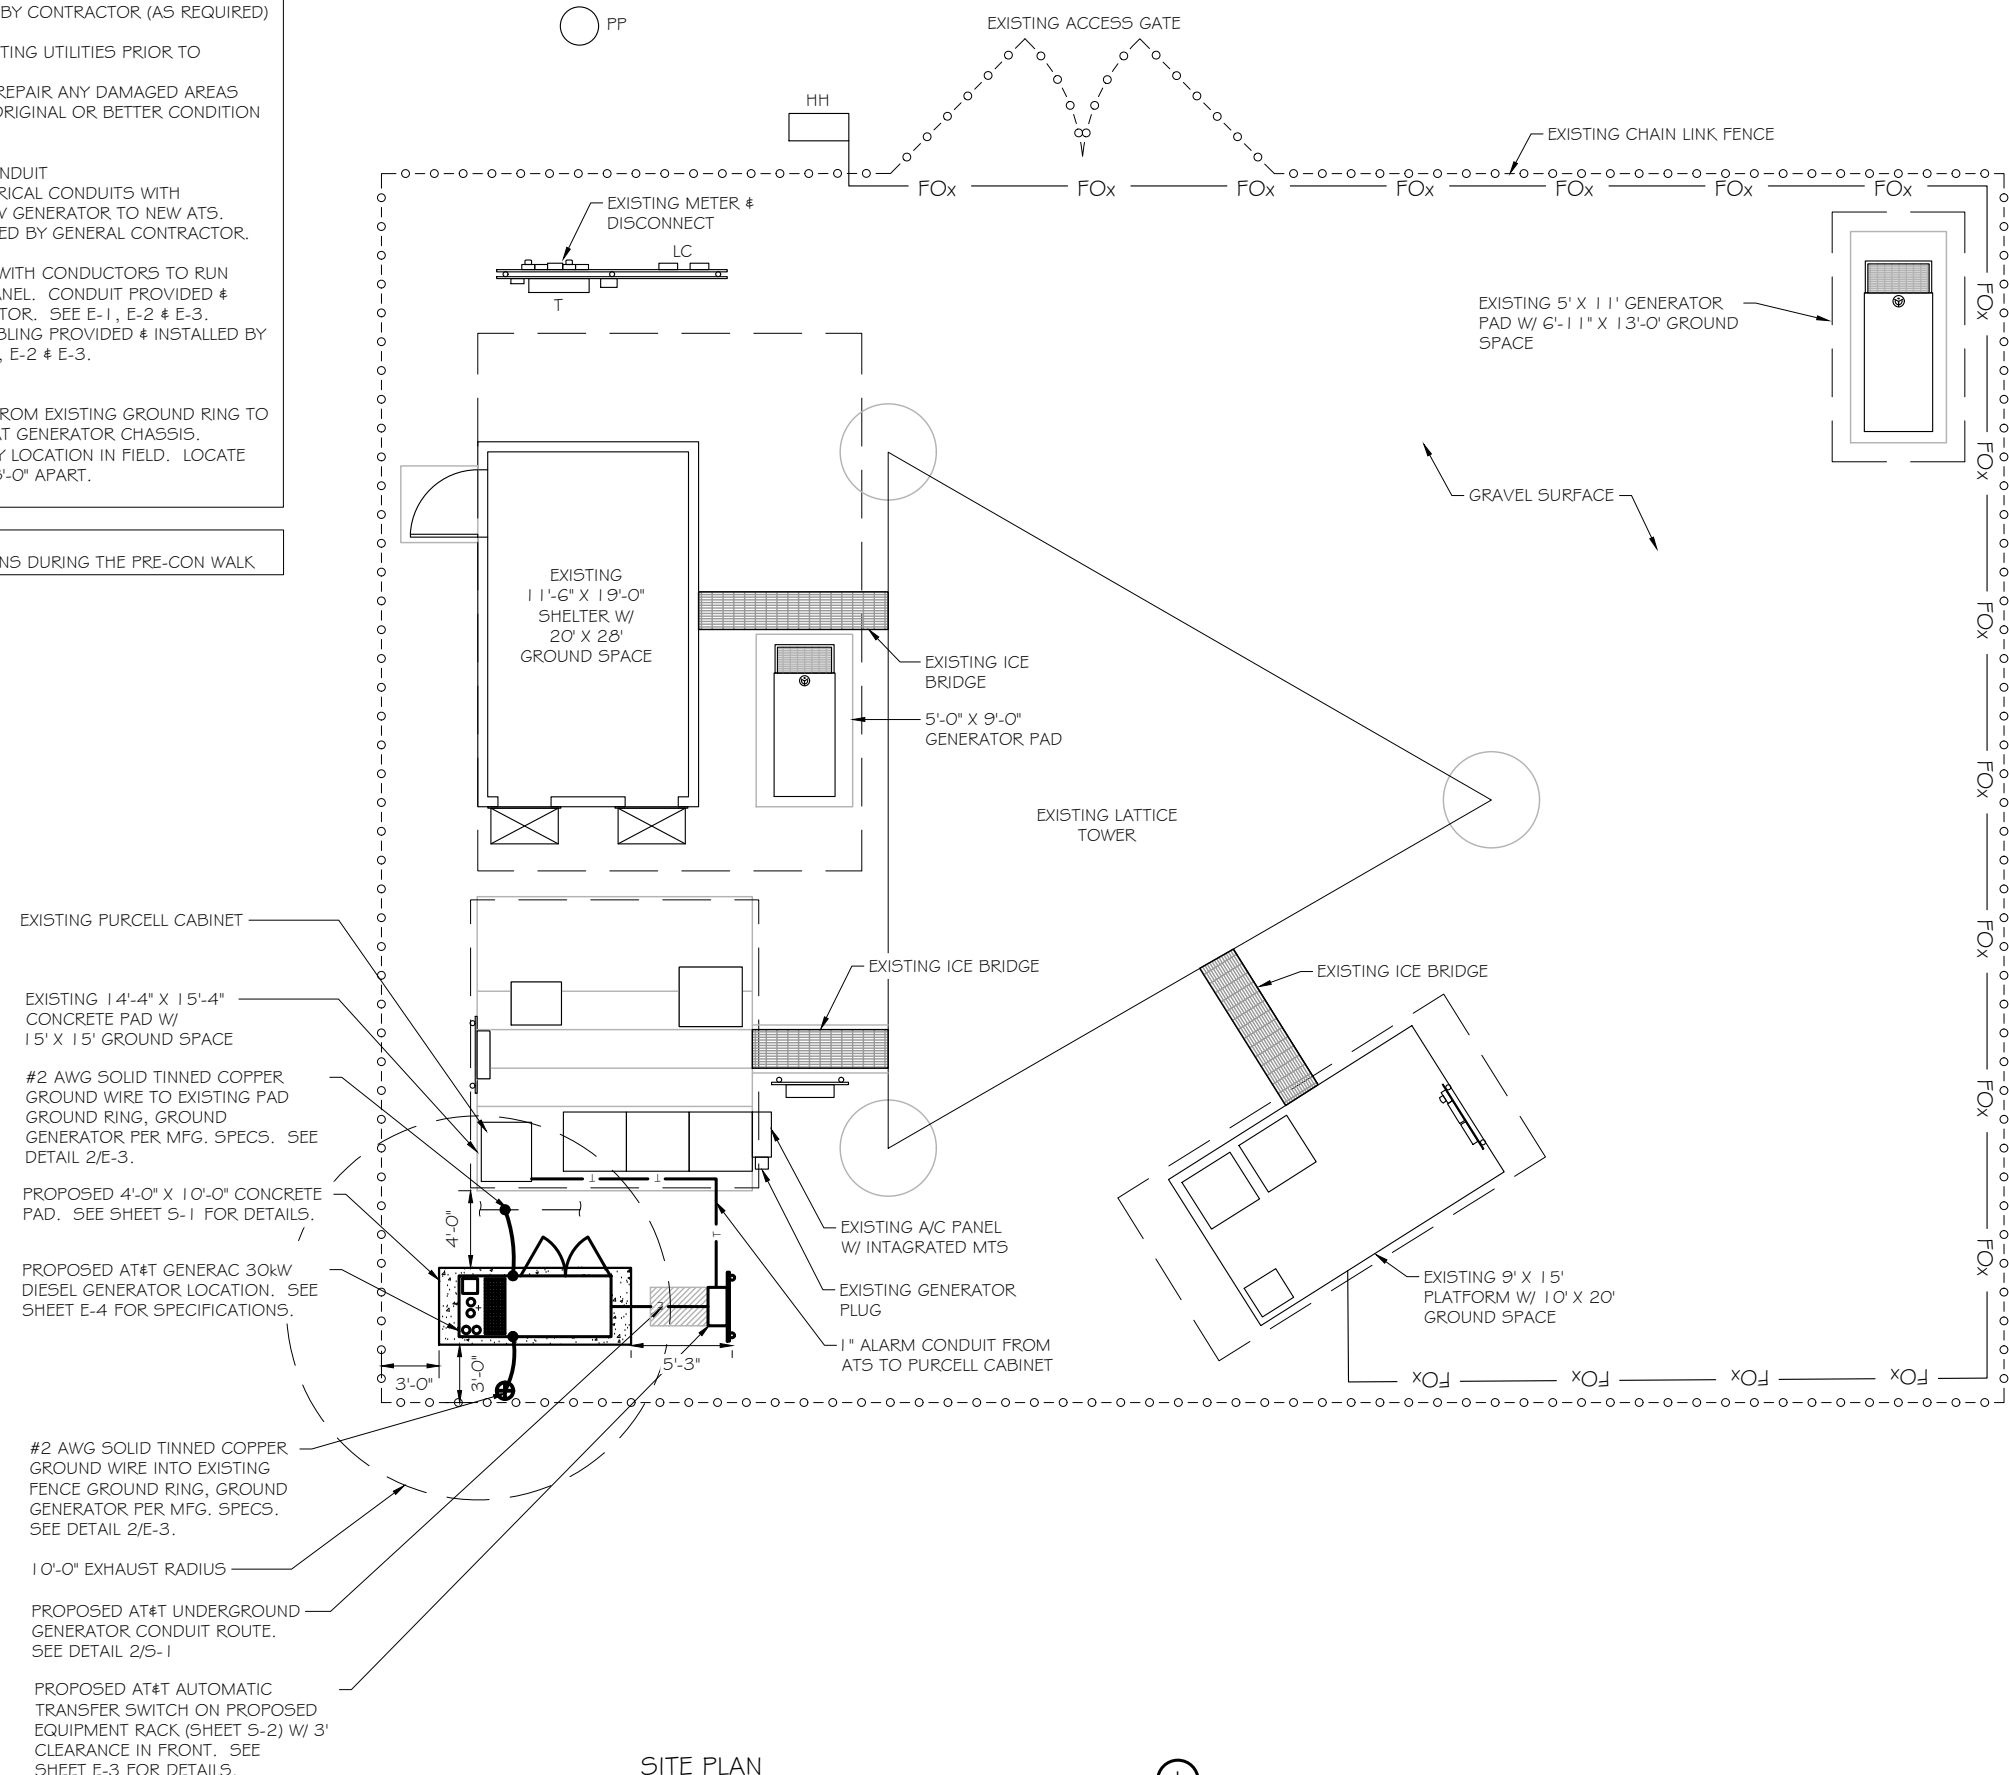 BY CONTRACTOR (AS REQUIRED)
TING UTILITIES PRIOR TO
REPAIR ANY DAMAGED AREAS
ORIGINAL OR BETTER CONDITION
NDUIT
RICAL CONDUITS WITH
GENERATOR TO NEW ATS.
ED BY GENERAL CONTRACTOR.
WITH CONDUCTORS TO RUN
ANEL. CONDUIT PROVIDED &
TOR. SEE E-1, E-2 & E-3.
BLING PROVIDED & INSTALLED BY
, E-2 & E-3.
FROM EXISTING GROUND RING TO
AT GENERATOR CHASSIS.
Y LOCATION IN FIELD. LOCATE
'-0" APART.
NS DURING THE PRE-CON WALK
PP
EXISTING ACCESS GATE
HH
EXISTING CHAIN LINK FENCE
FOx FOx FOx FOx FOx FOx FOx
EXISTING METER &
DISCONNECT
LC
T
EXISTING 5' X 11' GENERATOR
PAD W/ 6'-11" X 13'-0' GROUND
SPACE
FOx
FOx
FOx
FOx
FOx
FOx
FOx
GRAVEL SURFACE
EXISTING
11'-6" X 19'-0"
SHELTER W/
20' X 28'
GROUND SPACE
EXISTING ICE
BRIDGE
5'-0" X 9'-0"
GENERATOR PAD
EXISTING LATTICE
TOWER
EXISTING PURCELL CABINET
EXISTING ICE BRIDGE
EXISTING ICE BRIDGE
EXISTING 14'-4" X 15'-4"
CONCRETE PAD W/
15' X 15' GROUND SPACE
#2 AWG SOLID TINNED COPPER
GROUND WIRE TO EXISTING PAD
GROUND RING, GROUND
GENERATOR PER MFG. SPECS. SEE
DETAIL 2/E-3.
PROPOSED 4'-0" X 10'-0" CONCRETE
PAD. SEE SHEET S-1 FOR DETAILS.
PROPOSED AT&T GENERAC 30kW
DIESEL GENERATOR LOCATION. SEE
SHEET E-4 FOR SPECIFICATIONS.
T T
T
4'-0"
3'-0"
3'-0"
5'-3"
EXISTING A/C PANEL
W/ INTAGRATED MTS
EXISTING GENERATOR
PLUG
1" ALARM CONDUIT FROM
ATS TO PURCELL CABINET
EXISTING 9' X 15'
PLATFORM W/ 10' X 20'
GROUND SPACE
FOx FOx FOx FOx
#2 AWG SOLID TINNED COPPER
GROUND WIRE INTO EXISTING
FENCE GROUND RING, GROUND
GENERATOR PER MFG. SPECS.
SEE DETAIL 2/E-3.
10'-0" EXHAUST RADIUS
PROPOSED AT&T UNDERGROUND
GENERATOR CONDUIT ROUTE.
SEE DETAIL 2/S-1
PROPOSED AT&T AUTOMATIC
TRANSFER SWITCH ON PROPOSED
EQUIPMENT RACK (SHEET S-2) W/ 3'
CLEARANCE IN FRONT. SEE
SHEET E-3 FOR DETAILS.
SITE PLAN